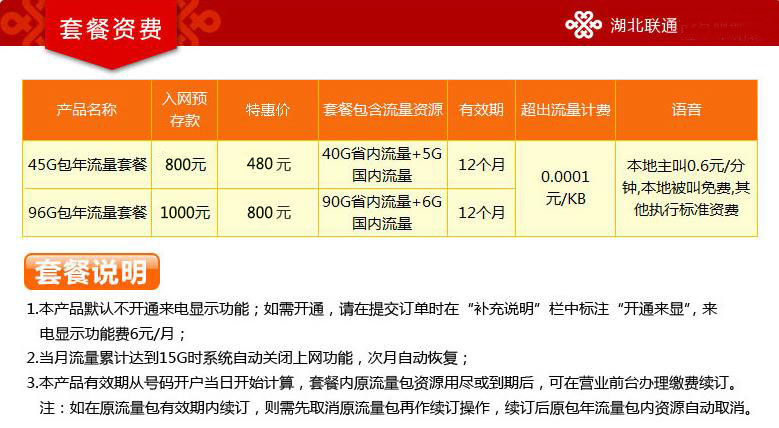 套餐资费
湖北联通
产品名称 入网预存款 特惠价 套餐包含流量资源 有效期 超出流量计费 语音
45G包年流量套餐 800元 480元 40G省内流量+5G国内流量 12个月 0.0001元/KB 本地主叫0.6元/分钟,本地被叫免费,其他执行标准资费
96G包年流量套餐 1000元 800元 90G省内流量+6G国内流量 12个月
套餐说明
1.本产品默认不开通来电显示功能；如需开通，请在提交订单时在“补充说明”栏中标注“开通来显”,来
电显示功能费6元/月；
2.当月流量累计达到15G时系统自动关闭上网功能，次月自动恢复；
3.本产品有效期从号码开户当日开始计算，套餐内原流量包资源用尽或到期后，可在营业前台办理缴费续订。
注：如在原流量包有效期内续订，则需先取消原流量包再作续订操作，续订后原包年流量包内资源自动取消。